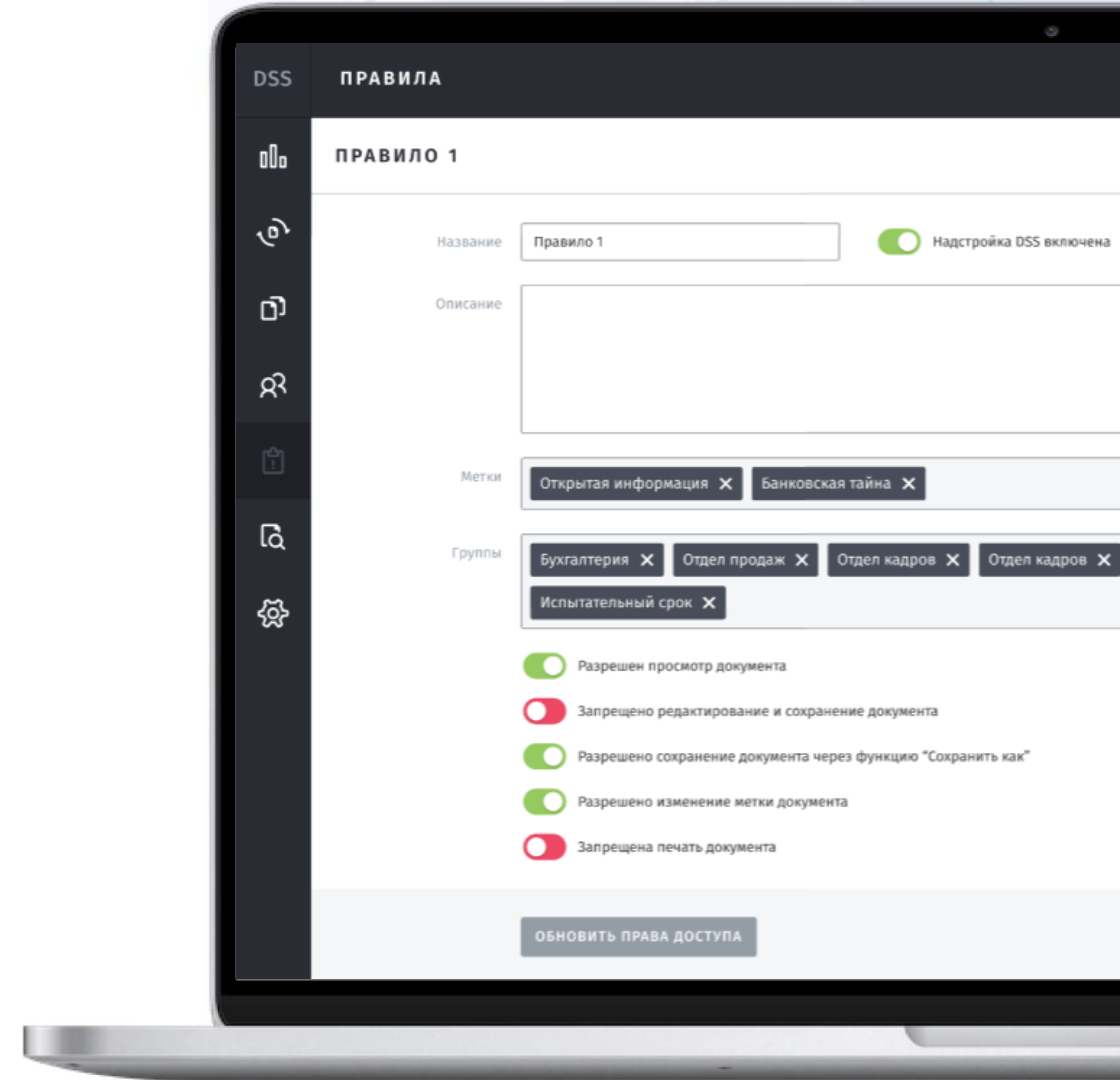 DSS ПРАВИЛА
ПРАВИЛО 1
Название Правило 1 Надстройка DSS включена
Описание
Метки Открытая информация Банковская тайна
Группы Бухгалтерия Отдел продаж Отдел кадров Отдел кадров
Испытательный срок
Разрешен просмотр документа
Запрещено редактирование и сохранение документа
Разрешено сохранение документа через функцию “Сохранить как”
Разрешено изменение метки документа
Запрещена печать документа
ОБНОВИТЬ ПРАВА ДОСТУПА